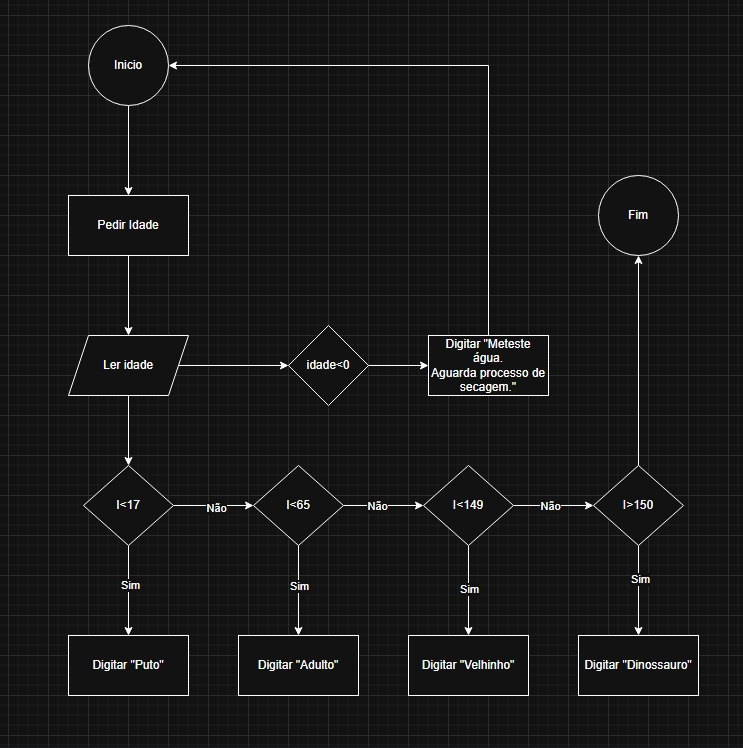 Inicio
Pedir Idade
Fim
Ler idade
idade<0
Digitar "Meteste
água.
Aguarda processo de
secagem."
I<17
Não
I<65
Não
I<149
Não
I>150
Sim
Sim
Sim
Sim
Digitar "Puto"
Digitar "Adulto"
Digitar "Velhinho"
Digitar "Dinossauro"